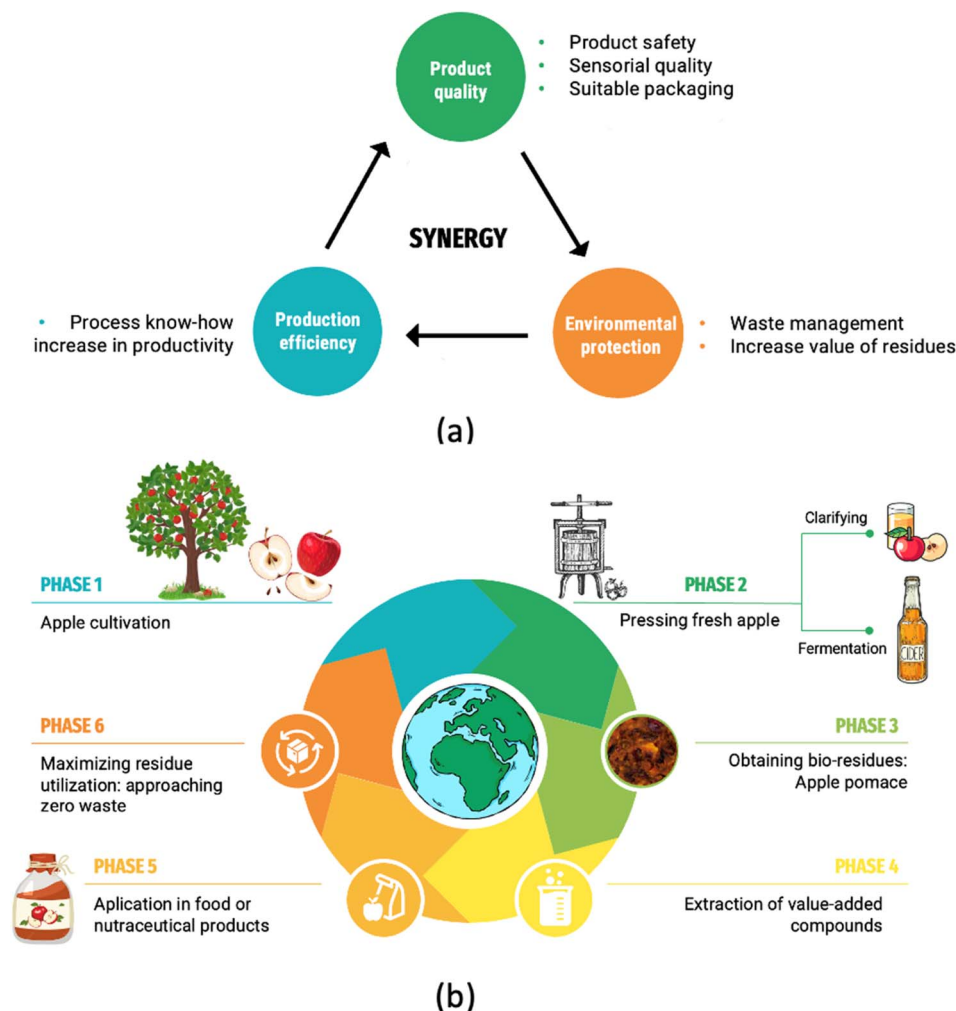 Product
quality
• Product safety
• Sensorial quality
• Suitable packaging
SYNERGY
• Process know-how
increase in productivity
Production
efficiency
Environmental
protection
• Waste management
• Increase value of residues
(a)
PHASE 1
Apple cultivation
PHASE 2
Pressing fresh apple
Clarifying
Fermentation
CIDER
PHASE 6
Maximizing residue
utilization: approaching
zero waste
PHASE 3
Obtaining bio-residues:
Apple pomace
PHASE 5
Aplication in food or
nutraceutical products
PHASE 4
Extraction of value-added
compounds
(b)